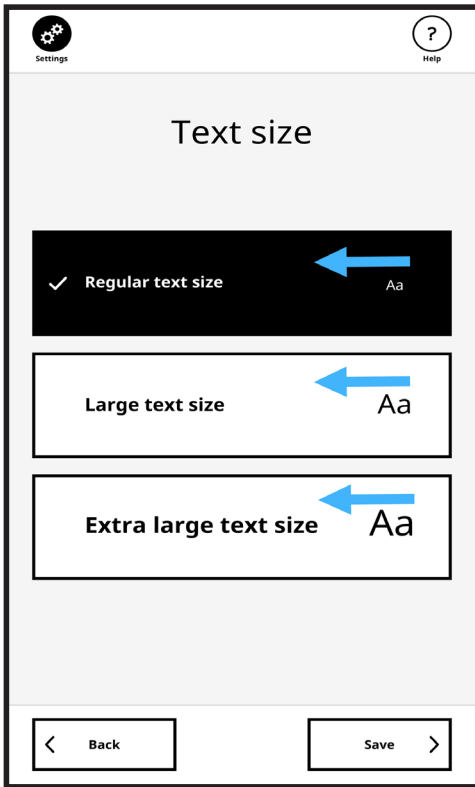 Settings
?
Help
Text size
Regular text size Aa
Large text size Aa
Extra large text size Aa
Back
Save